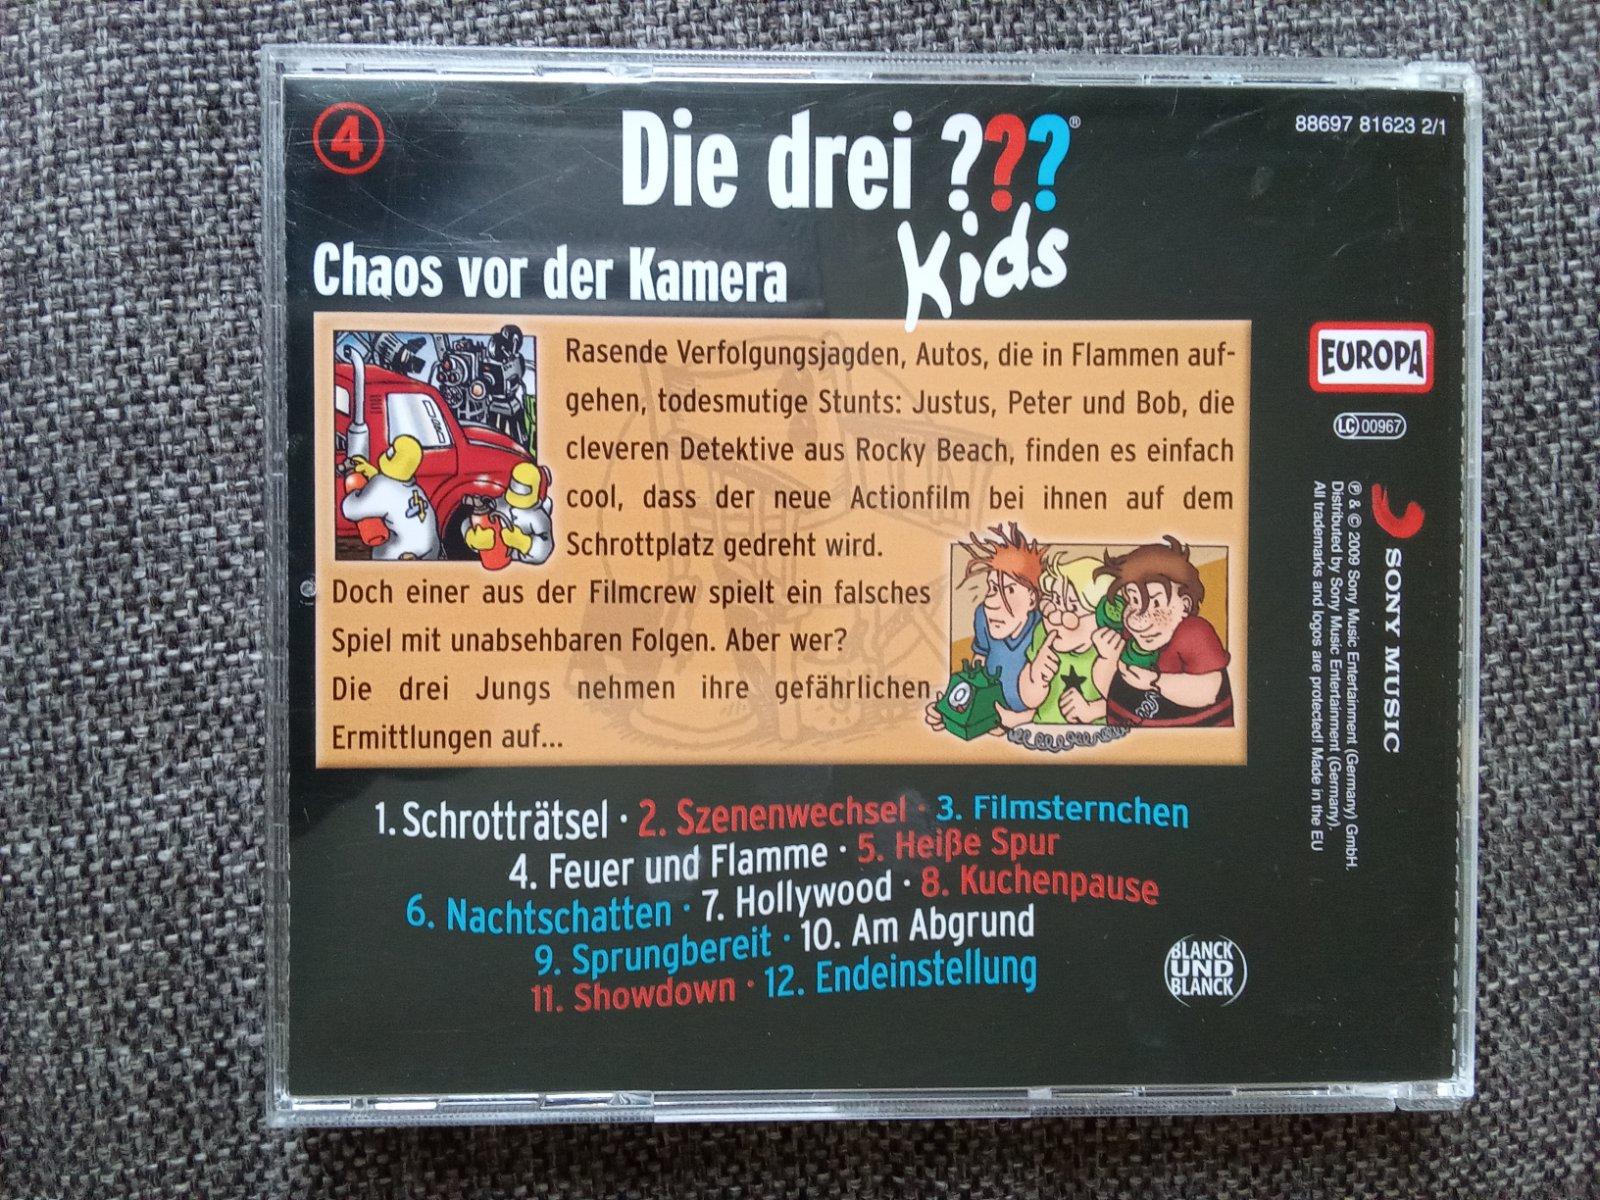 4
Die drei ???®
Kids
88697 81623 2/1
Chaos vor der Kamera
Rasende Verfolgungsjagden, Autos, die in Flammen auf-
gehen, todesmutige Stunts: Justus, Peter und Bob, die
cleveren Detektive aus Rocky Beach, finden es einfach
cool, dass der neue Actionfilm bei ihnen auf dem
Schrottplatz gedreht wird.
Doch einer aus der Filmcrew spielt ein falsches
Spiel mit unabsehbaren Folgen. Aber wer?
Die drei Jungs nehmen ihre gefährlichen
Ermittlungen auf...
1. Schrotträtsel · 2. Szenenwechsel · 3. Filmsternchen
4. Feuer und Flamme · 5. Heiße Spur
6. Nachtschatten · 7. Hollywood · 8. Kuchenpause
9. Sprungbereit · 10. Am Abgrund
11. Showdown · 12. Endeinstellung
EUROPA
LC 00967
SONY MUSIC
℗ & © 2009 Sony Music Entertainment (Germany) GmbH.
Distributed by Sony Music Entertainment (Germany).
All trademarks and logos are protected! Made in the EU
BLANCK
UND
BLANCK